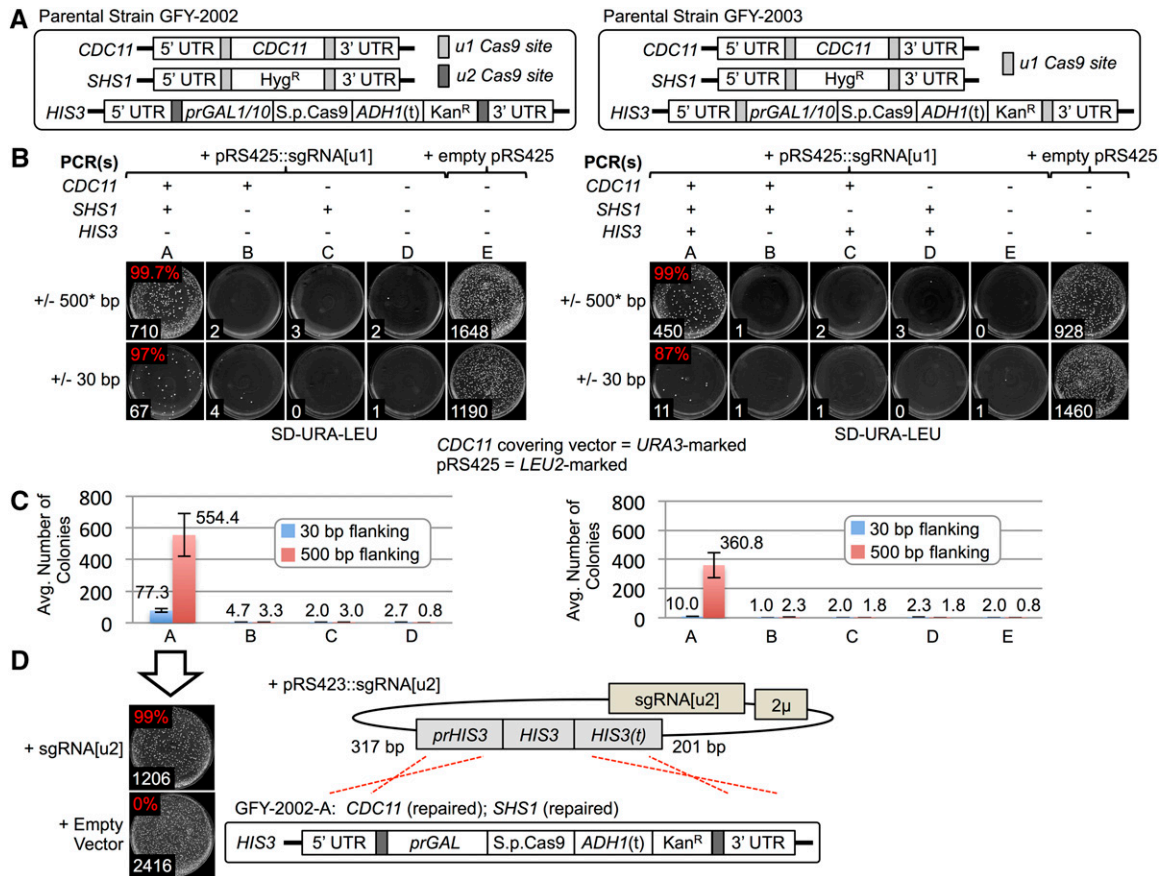 A Parental Strain GFY-2002
CDC11 5' UTR CDC11 3' UTR
SHS1 5' UTR Hyg^R 3' UTR
HIS3 5' UTR prGAL1/10 S.p.Cas9 ADH1(t) Kan^R 3' UTR
u1 Cas9 site
u2 Cas9 site
Parental Strain GFY-2003
CDC11 5' UTR CDC11 3' UTR
SHS1 5' UTR Hyg^R 3' UTR
HIS3 5' UTR prGAL1/10 S.p.Cas9 ADH1(t) Kan^R 3' UTR
u1 Cas9 site
B PCR(s) + pRS425::sgRNA[u1] + empty pRS425
CDC11 + + - - -
SHS1 + - + - -
HIS3 - - - - -
A B C D E
+/- 500* bp 99.7% 710 2 3 2 1648
+/- 30 bp 97% 67 4 0 1 1190
SD-URA-LEU
PCR(s) + pRS425::sgRNA[u1] + empty pRS425
CDC11 + + + - - -
SHS1 + + - + - -
HIS3 + - + + - -
A B C D E
+/- 500* bp 99% 450 1 2 3 0 928
+/- 30 bp 87% 11 1 1 0 1 1460
SD-URA-LEU
CDC11 covering vector = URA3-marked
pRS425 = LEU2-marked
C Avg. Number of Colonies
800
600
400
200
0
77.3 554.4 4.7 3.3 2.0 3.0 2.7 0.8
A B C D
30 bp flanking
500 bp flanking
Avg. Number of Colonies
800
600
400
200
0
10.0 360.8 1.0 2.3 2.0 1.8 2.3 1.8 2.0 0.8
A B C D E
30 bp flanking
500 bp flanking
D
+ sgRNA[u2] 99% 1206
+ Empty Vector 0% 2416
+ pRS423::sgRNA[u2]
sgRNA[u2] 2μ
317 bp prHIS3 HIS3 HIS3(t) 201 bp
GFY-2002-A: CDC11 (repaired); SHS1 (repaired)
HIS3 5' UTR prGAL S.p.Cas9 ADH1(t) Kan^R 3' UTR